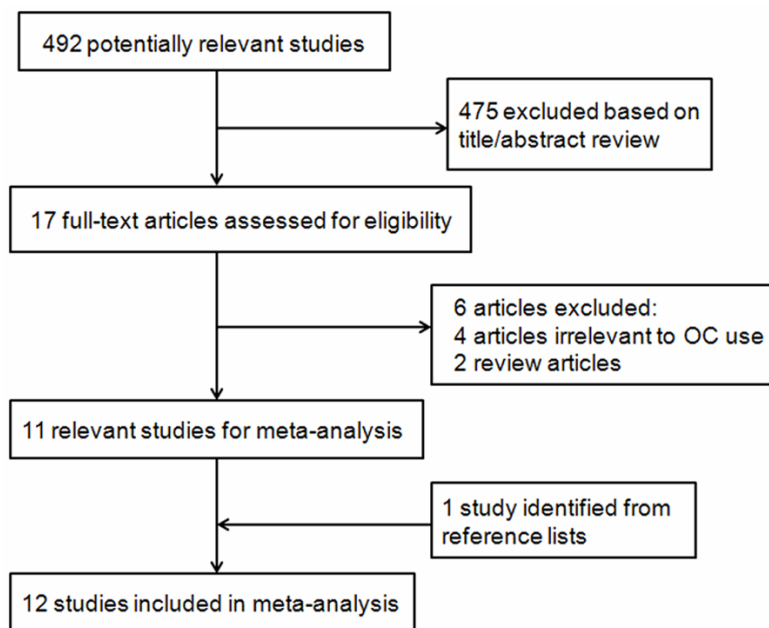 492 potentially relevant studies
475 excluded based on
title/abstract review
17 full-text articles assessed for eligibility
6 articles excluded:
4 articles irrelevant to OC use
2 review articles
11 relevant studies for meta-analysis
1 study identified from
reference lists
12 studies included in meta-analysis